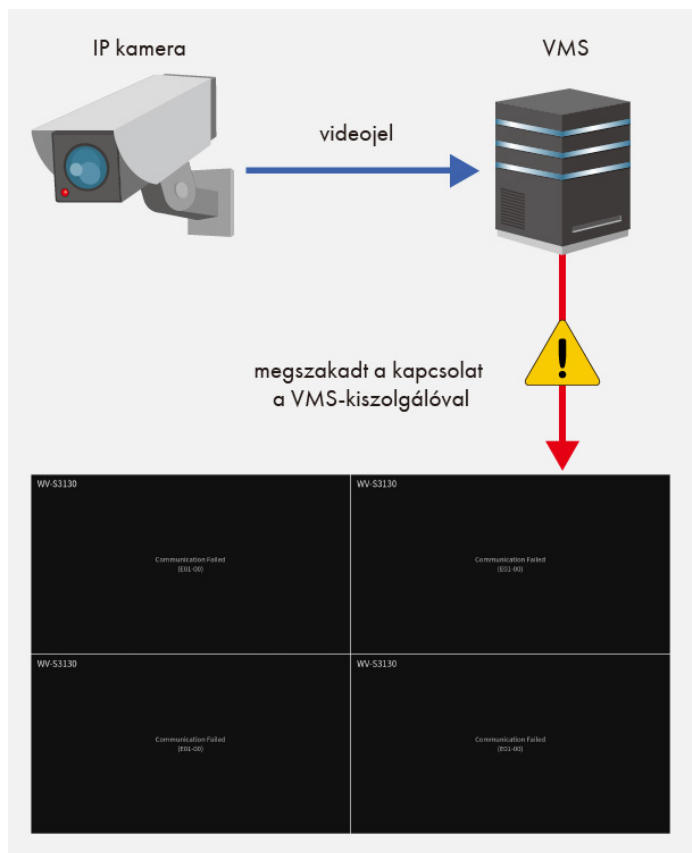 IP kamera
VMS
videojel
megszakadt a kapcsolat
a VMS-kiszolgálóval
WV-S3130
WV-S3130
Communication Failed
(E01-00)
Communication Failed
(E01-00)
WV-S3130
WV-S3130
Communication Failed
(E01-00)
Communication Failed
(E01-00)